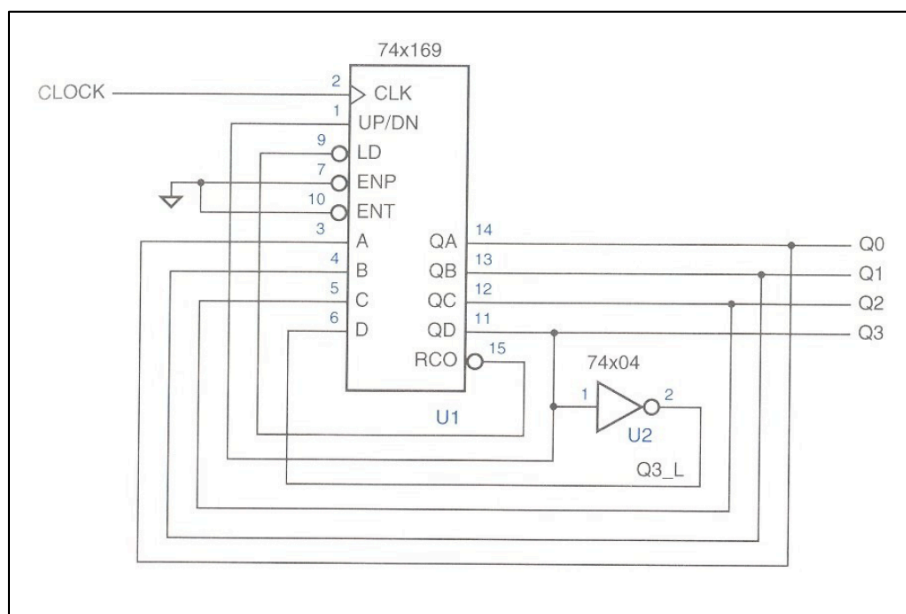 74x169
CLOCK
2
CLK
1
UP/DN
9
LD
7
ENP
10
ENT
3
A
QA
14
Q0
4
B
QB
13
Q1
5
C
QC
12
Q2
6
D
QD
11
Q3
RCO
15
74x04
1
2
U1
U2
Q3_L